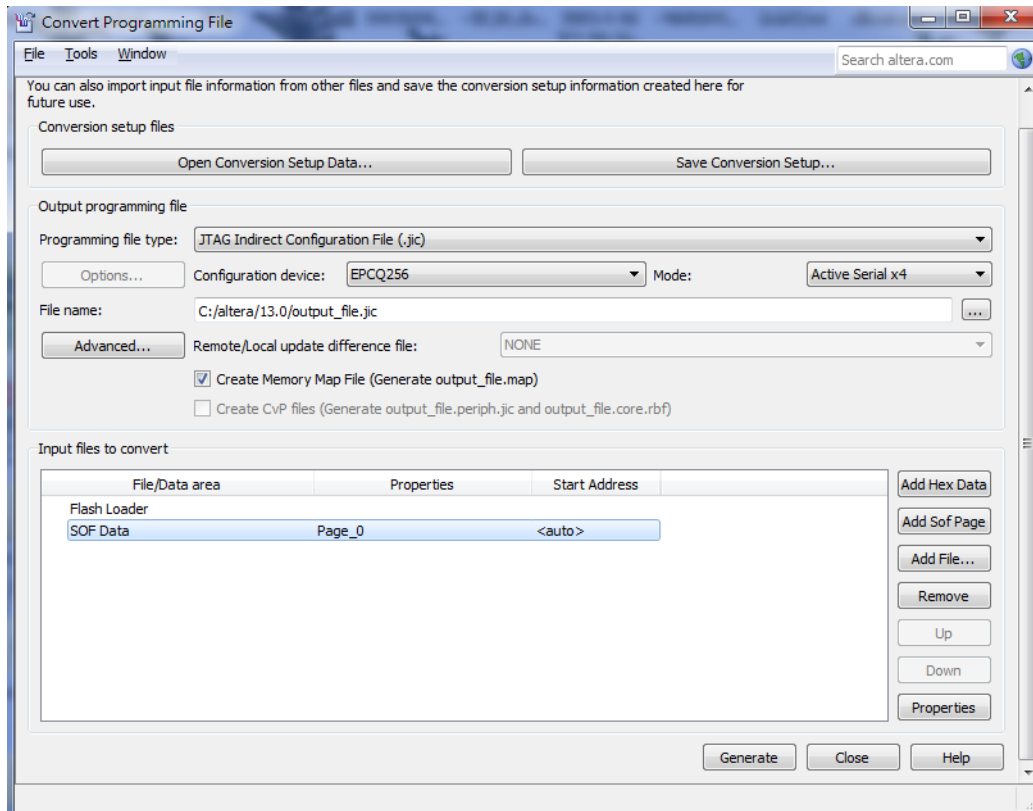 Convert Programming File
File Tools Window
Search altera.com
You can also import input file information from other files and save the conversion setup information created here for
future use.
Conversion setup files
Open Conversion Setup Data...
Save Conversion Setup...
Output programming file
Programming file type: JTAG Indirect Configuration File (.jic)
Options... Configuration device: EPCQ256 Mode: Active Serial x4
File name: C:/altera/13.0/output_file.jic ...
Advanced... Remote/Local update difference file: NONE
Create Memory Map File (Generate output_file.map)
Create CvP files (Generate output_file.periph.jic and output_file.core.rbf)
Input files to convert
File/Data area Properties Start Address
Flash Loader
SOF Data Page_0 <auto>
Add Hex Data
Add Sof Page
Add File...
Remove
Up
Down
Properties
Generate Close Help